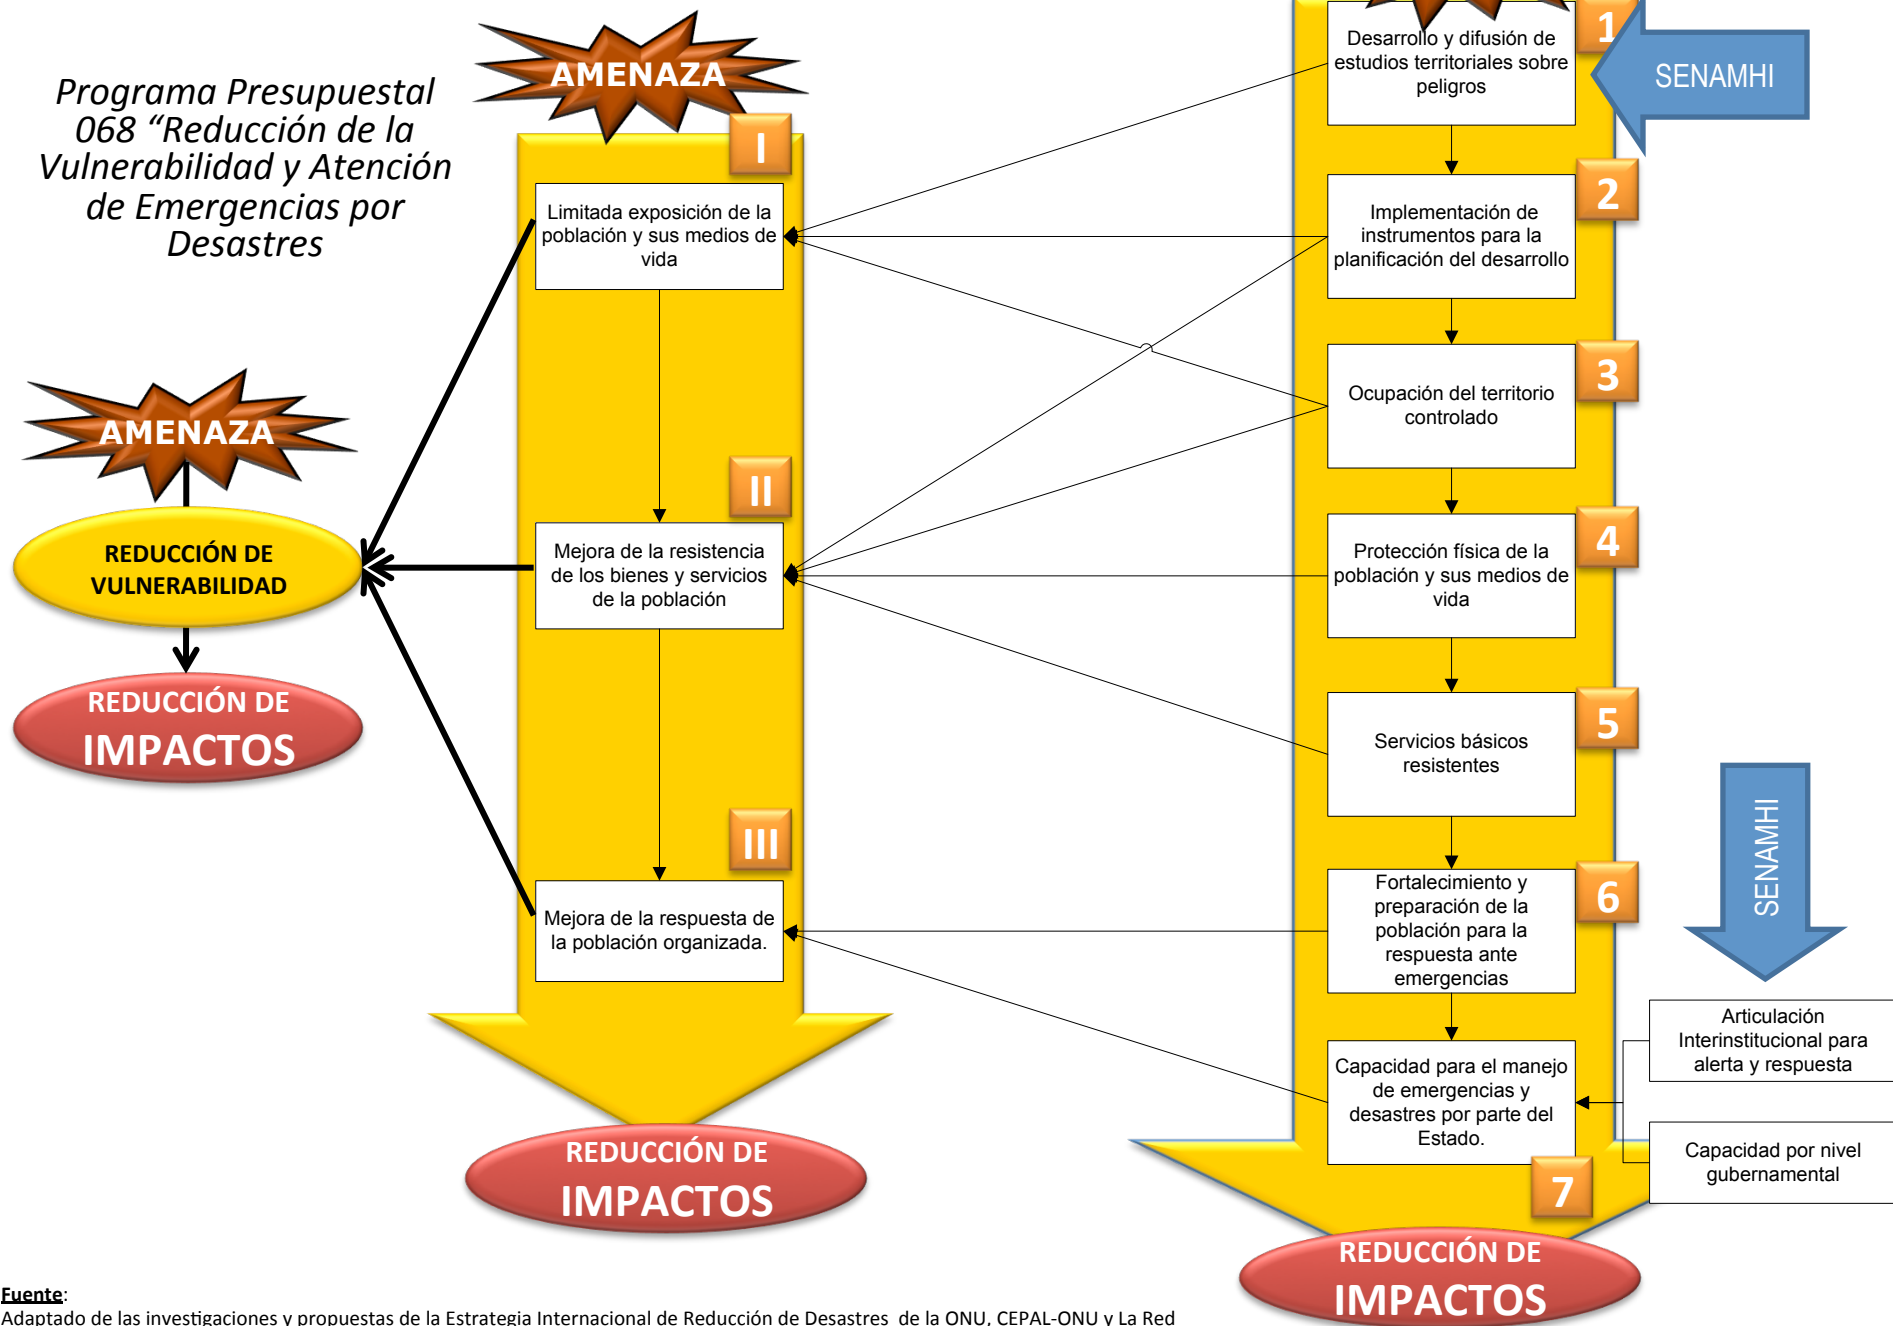 Programa Presupuestal
068 “Reducción de la
Vulnerabilidad y Atención
de Emergencias por
Desastres
AMENAZA
REDUCCIÓN DE
VULNERABILIDAD
REDUCCIÓN DE
IMPACTOS
AMENAZA
I
Limitada exposición de la
población y sus medios de
vida
II
Mejora de la resistencia
de los bienes y servicios
de la población
III
Mejora de la respuesta de
la población organizada.
REDUCCIÓN DE
IMPACTOS
1
Desarrollo y difusión de
estudios territoriales sobre
peligros
SENAMHI
2
Implementación de
instrumentos para la
planificación del desarrollo
3
Ocupación del territorio
controlado
4
Protección física de la
población y sus medios de
vida
5
Servicios básicos
resistentes
6
Fortalecimiento y
preparación de la
población para la
respuesta ante
emergencias
SENAMHI
Capacidad para el manejo
de emergencias y
desastres por parte del
Estado.
7
Articulación
Interinstitucional para
alerta y respuesta
Capacidad por nivel
gubernamental
REDUCCIÓN DE
IMPACTOS
Fuente:
Adaptado de las investigaciones y propuestas de la Estrategia Internacional de Reducción de Desastres de la ONU, CEPAL-ONU y La Red